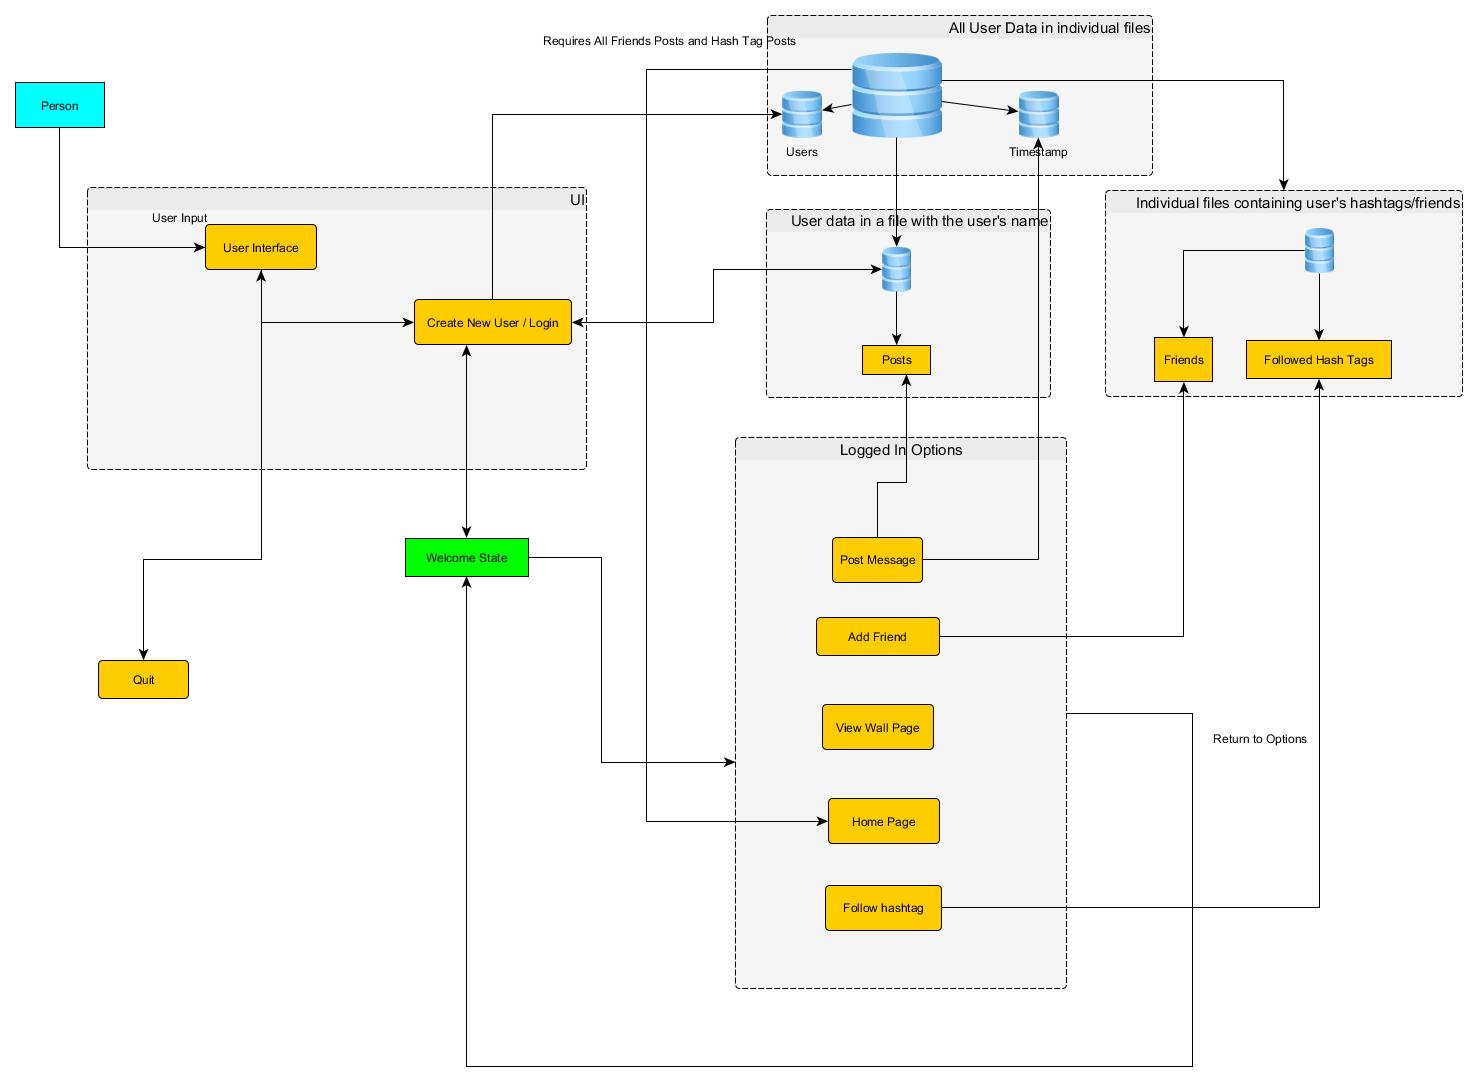 All User Data in individual files
Requires All Friends Posts and Hash Tag Posts
Person
Users
Timestamp
UI
Individual files containing user's hashtags/friends
User Input
User data in a file with the user's name
User Interface
Create New User / Login
Posts
Friends
Followed Hash Tags
Logged In Options
Welcome State
Post Message
Add Friend
Quit
View Wall Page
Return to Options
Home Page
Follow hashtag